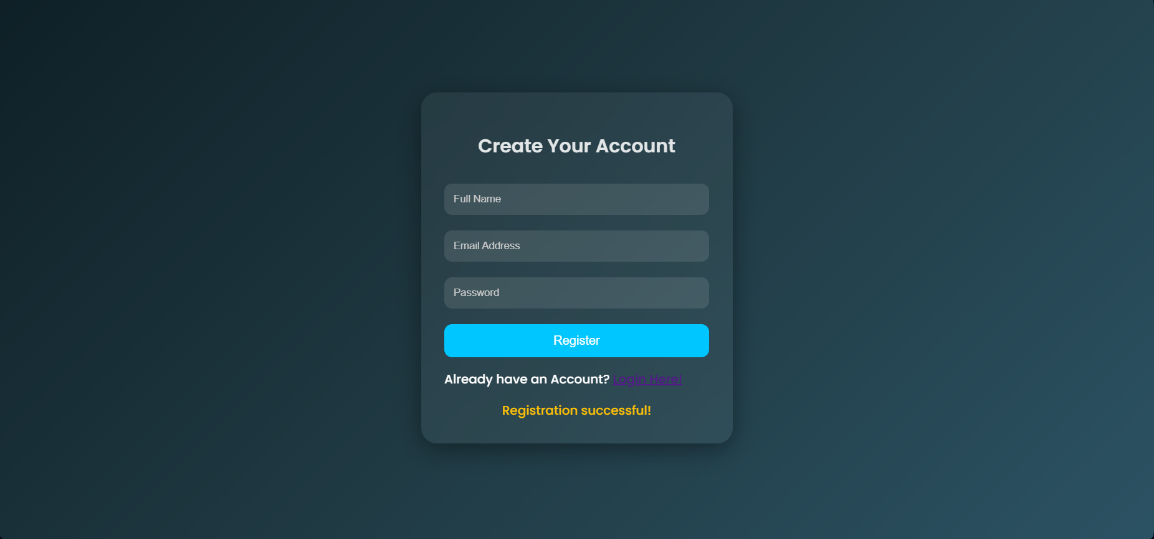 Create Your Account
Full Name
Email Address
Password
Register
Already have an Account? Login Here!
Registration successful!